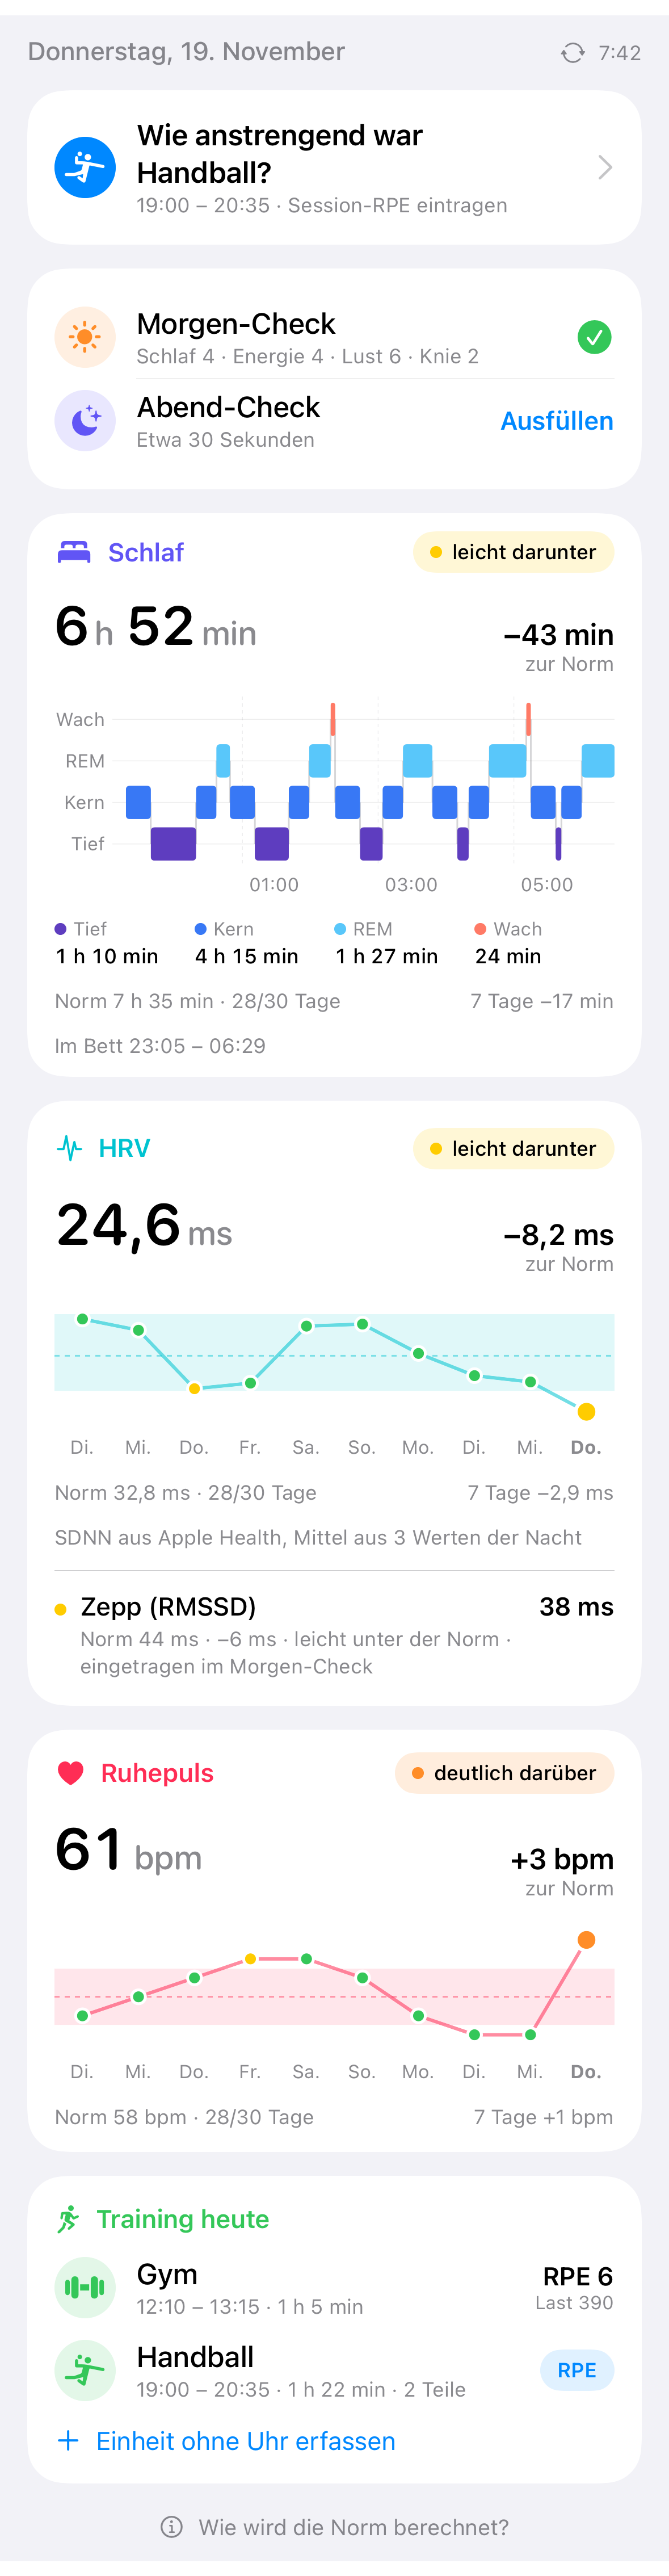 Donnerstag, 19. November 7:42
Wie anstrengend war
Handball?
19:00 – 20:35 · Session-RPE eintragen
Morgen-Check
Schlaf 4 · Energie 4 · Lust 6 · Knie 2
Abend-Check
Etwa 30 Sekunden
Ausfüllen
Schlaf
leicht darunter
6 h 52 min
–43 min
zur Norm
Wach
REM
Kern
Tief
01:00 03:00 05:00
Tief Kern REM Wach
1 h 10 min 4 h 15 min 1 h 27 min 24 min
Norm 7 h 35 min · 28/30 Tage 7 Tage –17 min
Im Bett 23:05 – 06:29
HRV
leicht darunter
24,6 ms
–8,2 ms
zur Norm
Di. Mi. Do. Fr. Sa. So. Mo. Di. Mi. Do.
Norm 32,8 ms · 28/30 Tage 7 Tage –2,9 ms
SDNN aus Apple Health, Mittel aus 3 Werten der Nacht
Zepp (RMSSD) 38 ms
Norm 44 ms · –6 ms · leicht unter der Norm ·
eingetragen im Morgen-Check
Ruhepuls
deutlich darüber
61 bpm
+3 bpm
zur Norm
Di. Mi. Do. Fr. Sa. So. Mo. Di. Mi. Do.
Norm 58 bpm · 28/30 Tage 7 Tage +1 bpm
Training heute
Gym
12:10 – 13:15 · 1 h 5 min
RPE 6
Last 390
Handball
19:00 – 20:35 · 1 h 22 min · 2 Teile
RPE
+ Einheit ohne Uhr erfassen
Wie wird die Norm berechnet?